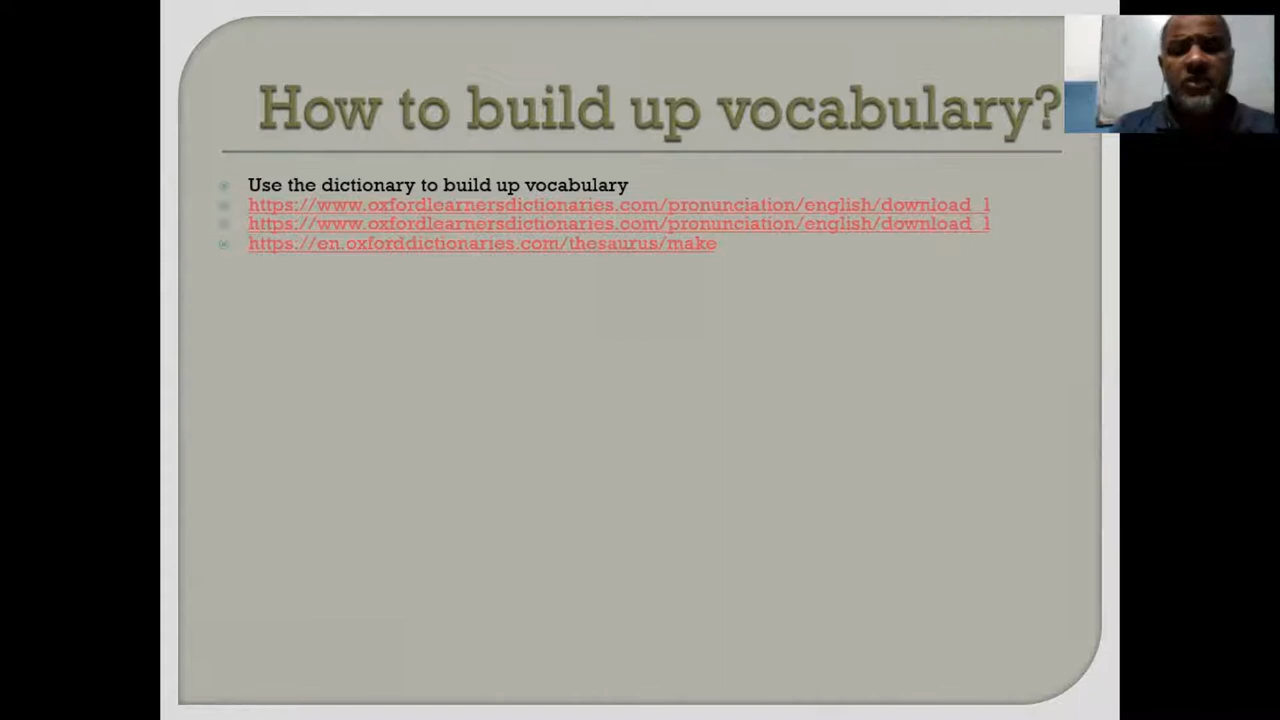 How to build up vocabulary?
Use the dictionary to build up vocabulary
https://www.oxfordlearnersdictionaries.com/pronunciation/english/download_1
https://www.oxfordlearnersdictionaries.com/pronunciation/english/download_1
https://en.oxforddictionaries.com/thesaurus/make